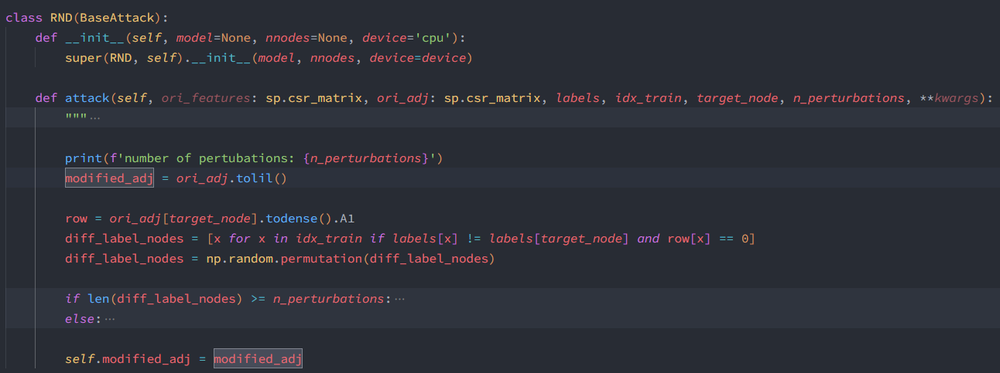 class RND(BaseAttack):
    def __init__(self, model=None, nnodes=None, device='cpu'):
        super(RND, self).__init__(model, nnodes, device=device)

    def attack(self, ori_features: sp.csr_matrix, ori_adj: sp.csr_matrix, labels, idx_train, target_node, n_perturbations, **kwargs):
        """···

        print(f'number of pertubations: {n_perturbations}')
        modified_adj = ori_adj.tolil()

        row = ori_adj[target_node].todense().A1
        diff_label_nodes = [x for x in idx_train if labels[x] != labels[target_node] and row[x] == 0]
        diff_label_nodes = np.random.permutation(diff_label_nodes)

        if len(diff_label_nodes) >= n_perturbations:···
        else:···

        self.modified_adj = modified_adj